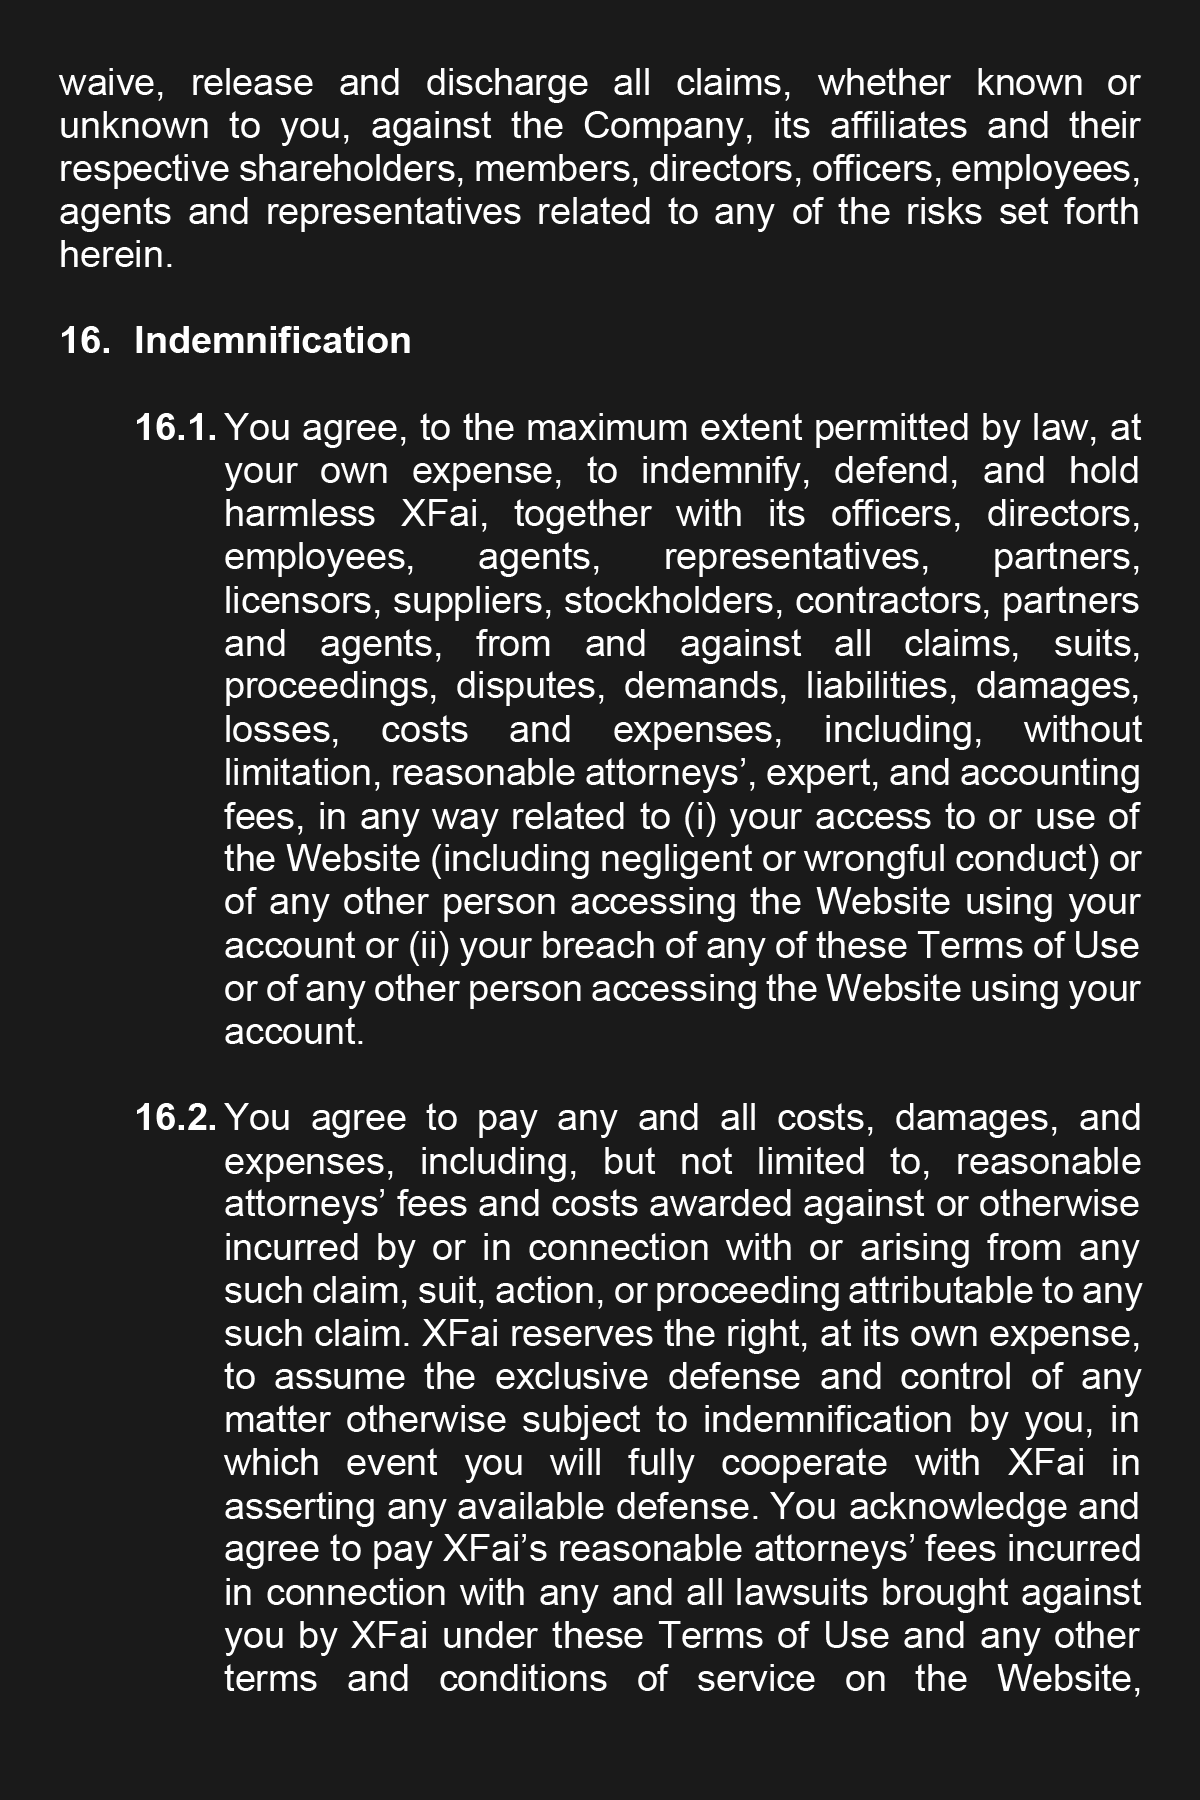 waive, release and discharge all claims, whether known or
unknown to you, against the Company, its affiliates and their
respective shareholders, members, directors, officers, employees,
agents and representatives related to any of the risks set forth
herein.
16. Indemnification
16.1. You agree, to the maximum extent permitted by law, at
your own expense, to indemnify, defend, and hold
harmless XFai, together with its officers, directors,
employees, agents, representatives, partners,
licensors, suppliers, stockholders, contractors, partners
and agents, from and against all claims, suits,
proceedings, disputes, demands, liabilities, damages,
losses, costs and expenses, including, without
limitation, reasonable attorneys’, expert, and accounting
fees, in any way related to (i) your access to or use of
the Website (including negligent or wrongful conduct) or
of any other person accessing the Website using your
account or (ii) your breach of any of these Terms of Use
or of any other person accessing the Website using your
account.
16.2. You agree to pay any and all costs, damages, and
expenses, including, but not limited to, reasonable
attorneys’ fees and costs awarded against or otherwise
incurred by or in connection with or arising from any
such claim, suit, action, or proceeding attributable to any
such claim. XFai reserves the right, at its own expense,
to assume the exclusive defense and control of any
matter otherwise subject to indemnification by you, in
which event you will fully cooperate with XFai in
asserting any available defense. You acknowledge and
agree to pay XFai’s reasonable attorneys’ fees incurred
in connection with any and all lawsuits brought against
you by XFai under these Terms of Use and any other
terms and conditions of service on the Website,